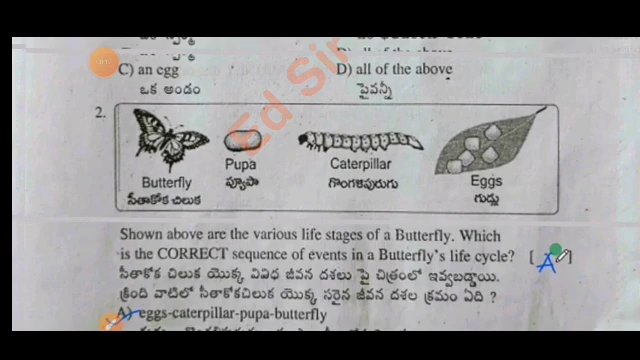 C) an egg D) all of the above
ఒక అండం పైవన్నీ
2.
Butterfly Pupa Caterpillar Eggs
సీతాకోక చిలుక ప్యూపా గొంగళిపురుగు గుడ్లు
Shown above are the various life stages of a Butterfly. Which
is the CORRECT sequence of events in a Butterfly's life cycle? [ A ]
సీతాకోక చిలుక యొక్క వివిధ జీవన దశలు పై చిత్రంలో ఇవ్వబడ్డాయి.
క్రింది వాటిలో సీతాకోకచిలుక యొక్క సరైన జీవన దశల క్రమం ఏది ?
A) eggs-caterpillar-pupa-butterfly
Ed Sir